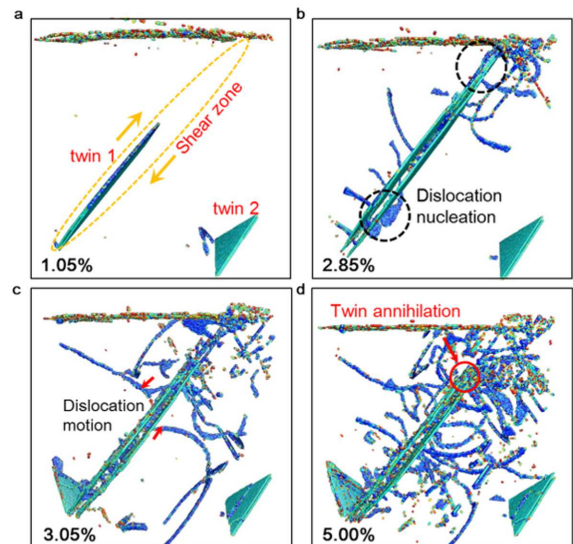 a
twin 1
Shear zone
twin 2
1.05%
b
Dislocation
nucleation
2.85%
c
Dislocation
motion
3.05%
d
Twin annihilation
5.00%